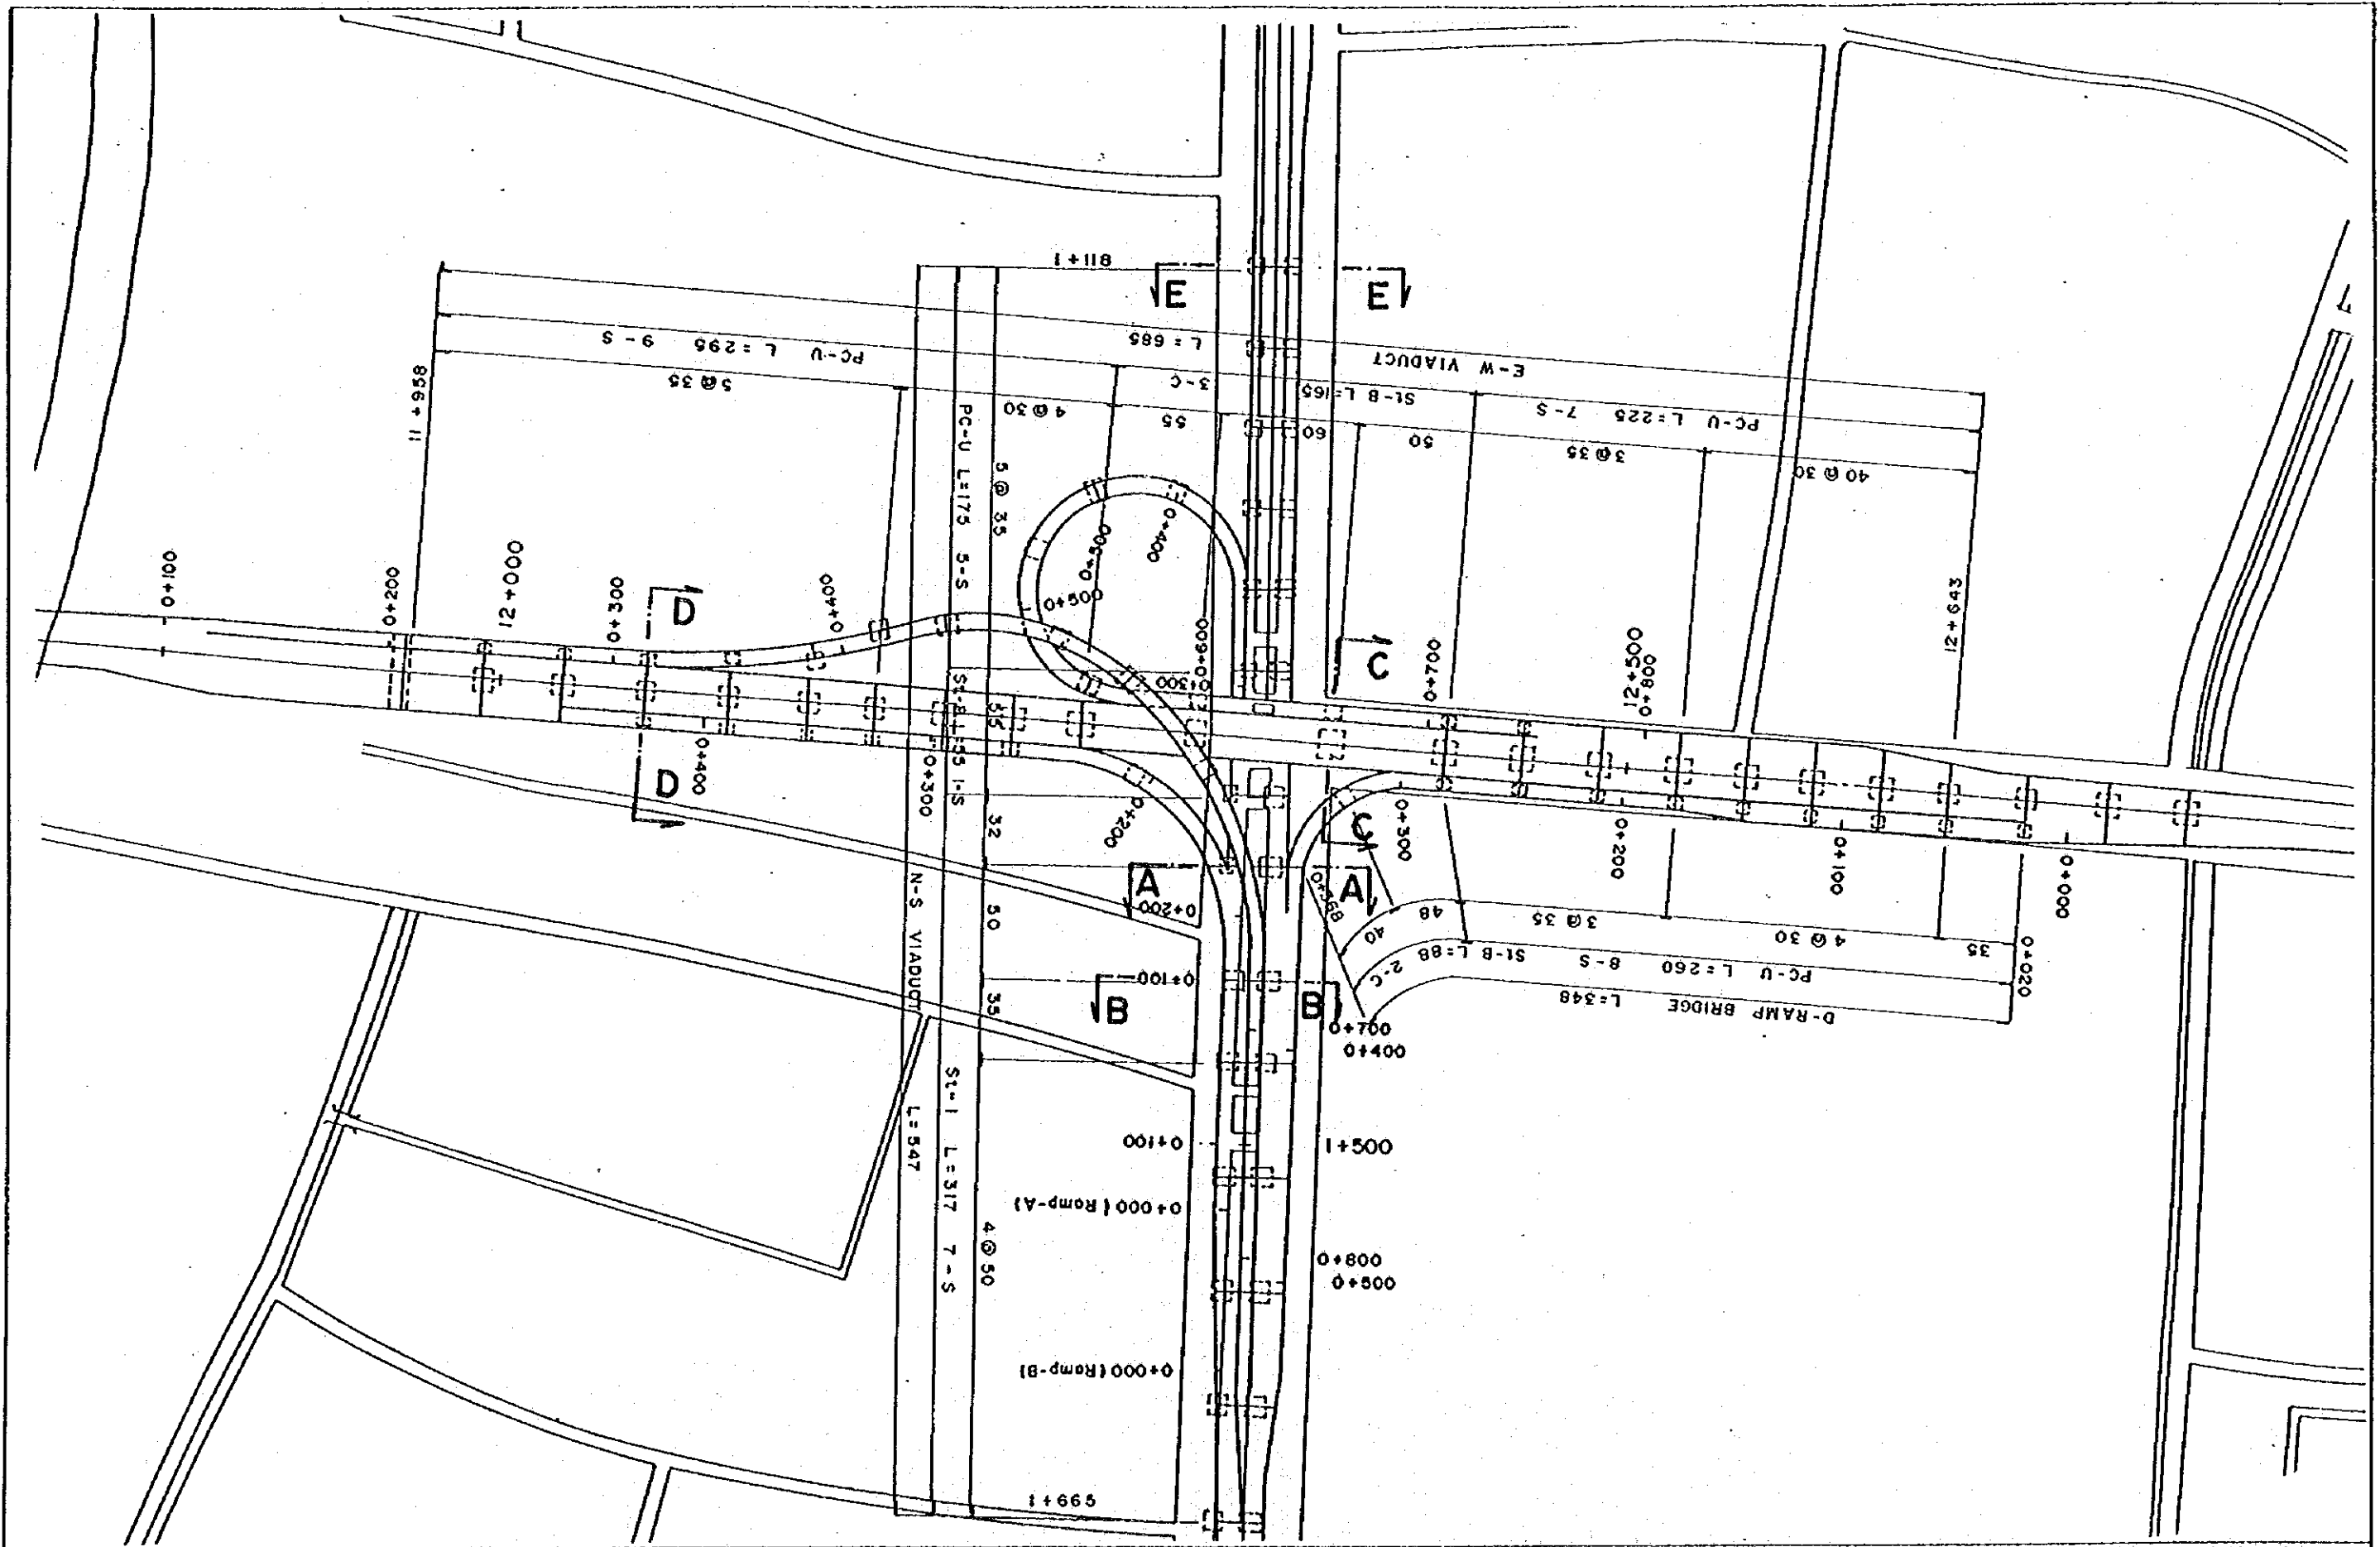 1+118
E
E
L = 685
E-W VIADUCT
PC-U L = 295 9-S
3-C
St-B L=165
PC-U L = 225 7-S
11+958
5@35
4@30
55
60
50
3@35
40@30
12+643
PC-U L=175 5-S
5@ 35
0+100
0+200
12+000
0+300
D
0+400
0+500
0+400
0+500
0+600
0+300
C
0+700
12+500
0+800
St-B L=55 1-S
55
D
0+400
0+300
0+200
32
C
0+300
0+200
0+100
0+000
A
A
0+200
0+368
N-S VIADUCT
50
48
40
3@35
4@30
35
0+020
St-B L=88 2-C
PC-U L=260 8-S
D-RAMP BRIDGE L=348
0+100
B
B
35
0+700
0+400
St-I L=317 7-S
L=547
0+100
1+500
0+000 (Ramp-A)
4@50
0+800
0+500
0+000 (Ramp-B)
1+665